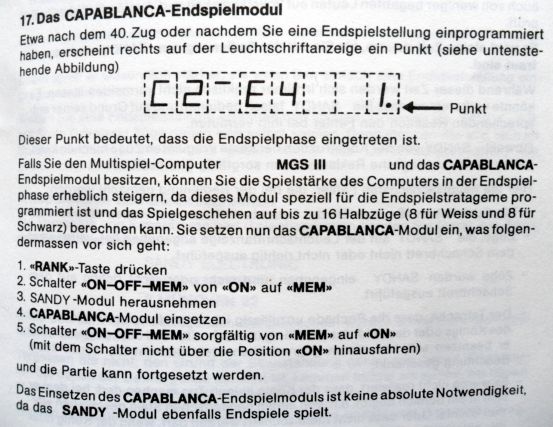 17. Das CAPABLANCA-Endspielmodul
Etwa nach dem 40. Zug oder nachdem Sie eine Endspielstellung einprogrammiert
haben, erscheint rechts auf der Leuchtschriftanzeige ein Punkt (siehe untenste-
hende Abbildung)
C2-E4 1.
Punkt
Dieser Punkt bedeutet, dass die Endspielphase eingetreten ist.
Falls Sie den Multispiel-Computer MGS III und das CAPABLANCA-
Endspielmodul besitzen, können Sie die Spielstärke des Computers in der Endspiel-
phase erheblich steigern, da dieses Modul speziell für die Endspielstratageme pro-
grammiert ist und das Spielgeschehen auf bis zu 16 Halbzüge (8 für Weiss und 8 für
Schwarz) berechnen kann. Sie setzen nun das CAPABLANCA-Modul ein, was folgen-
dermassen vor sich geht:
1. «RANK»-Taste drücken
2. Schalter «ON-OFF-MEM» von «ON» auf «MEM»
3. SANDY -Modul herausnehmen
4. CAPABLANCA-Modul einsetzen
5. Schalter «ON-OFF-MEM» sorgfältig von «MEM» auf «ON»
(mit dem Schalter nicht über die Position «ON» hinausfahren)
und die Partie kann fortgesetzt werden.
Das Einsetzen des CAPABLANCA-Endspielmoduls ist keine absolute Notwendigkeit,
da das SANDY -Modul ebenfalls Endspiele spielt.